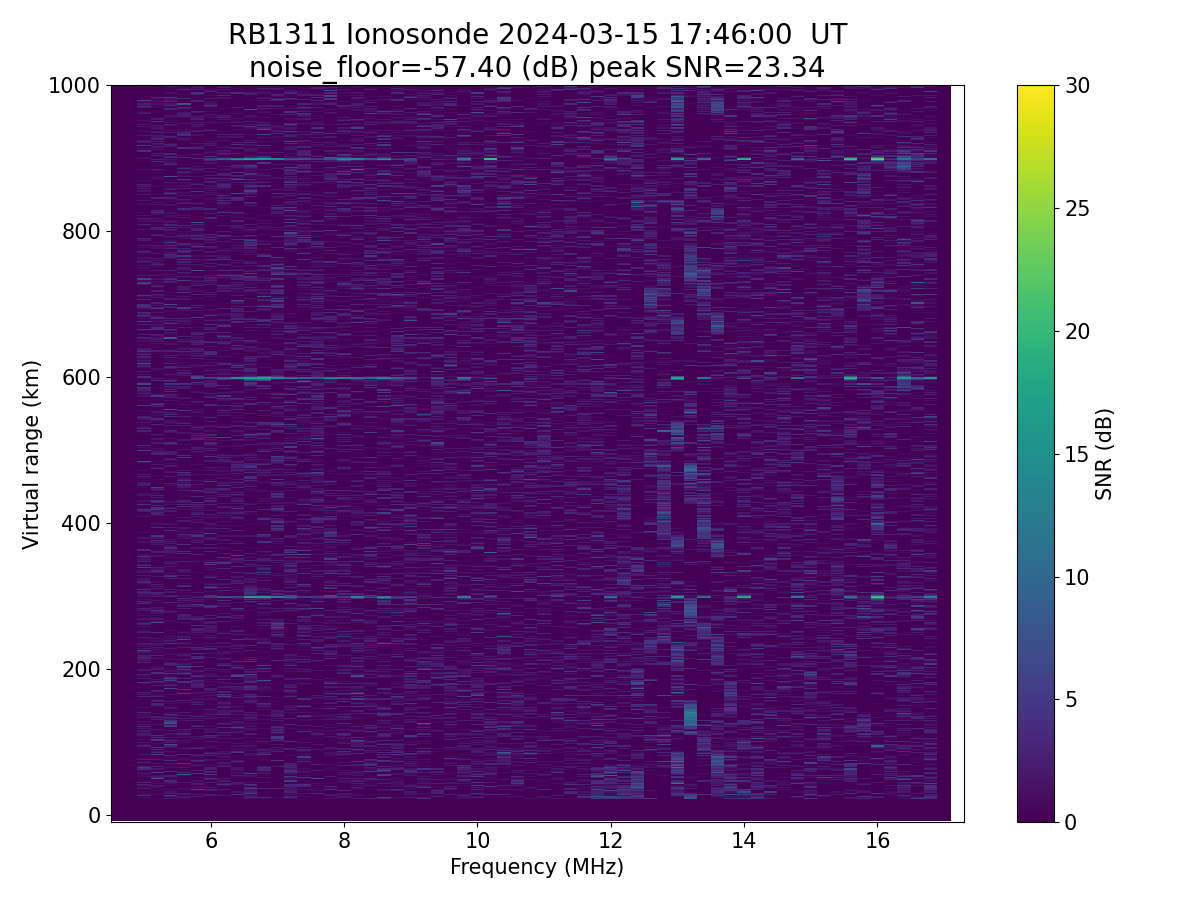 RB1311 Ionosonde 2024-03-15 17:46:00  UT
noise_floor=-57.40 (dB) peak SNR=23.34
1000
800
600
400
200
0
Virtual range (km)
6 8 10 12 14 16
Frequency (MHz)
30
25
20
15
10
5
0
SNR (dB)